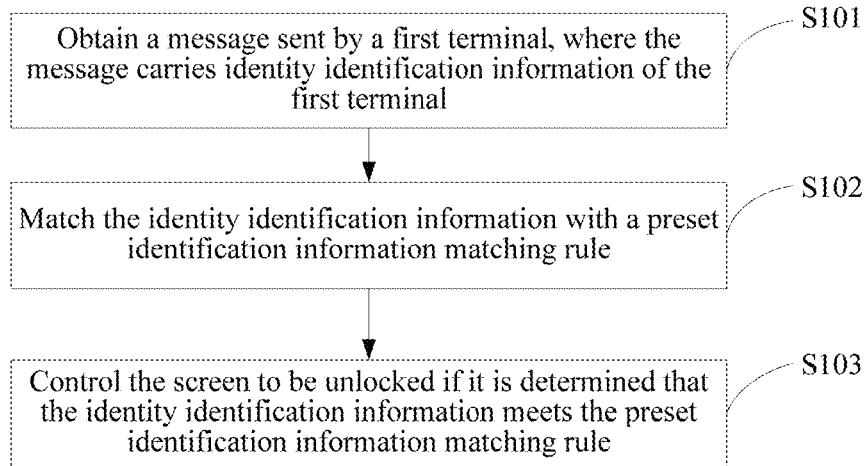 S101
Obtain a message sent by a first terminal, where the
message carries identity identification information of the
first terminal
S102
Match the identity identification information with a preset
identification information matching rule
S103
Control the screen to be unlocked if it is determined that
the identity identification information meets the preset
identification information matching rule